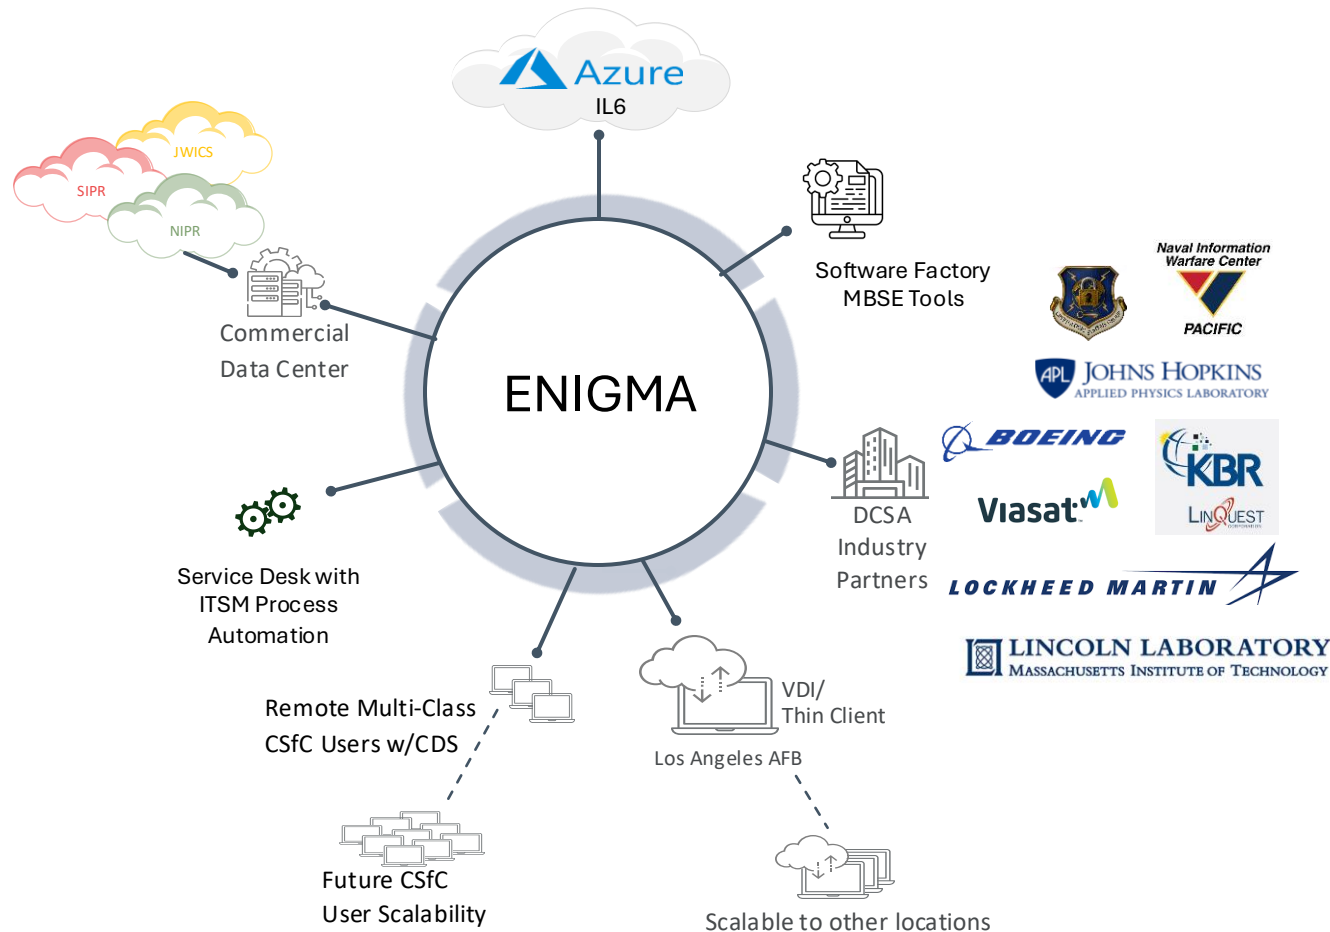 Azure
IL6
JWICS
SIPR
NIPR
Commercial
Data Center
Software Factory
MBSE Tools
Naval Information
Warfare Center
PACIFIC
APL
JOHNS HOPKINS
APPLIED PHYSICS LABORATORY
ENIGMA
BOEING
KBR
Viasat
LINQUEST
CORPORATION
DCSA
Industry
Partners
LOCKHEED MARTIN
Service Desk with
ITSM Process
Automation
LINCOLN LABORATORY
MASSACHUSETTS INSTITUTE OF TECHNOLOGY
Remote Multi-Class
CSfC Users w/CDS
VDI/
Thin Client
Los Angeles AFB
Future CSfC
User Scalability
Scalable to other locations